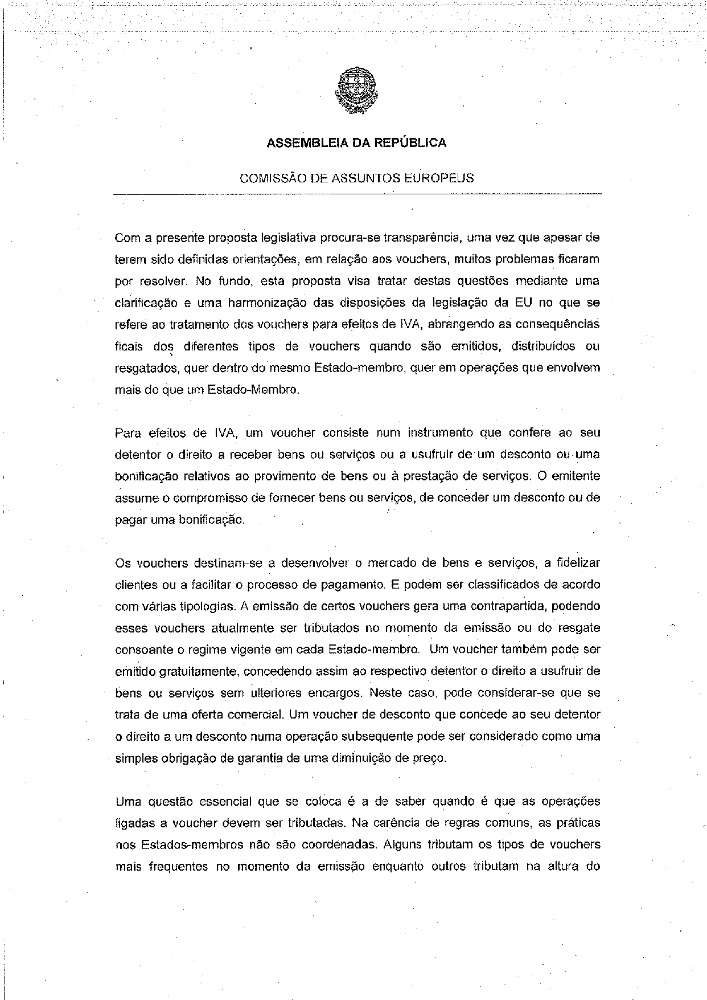 ASSEMBLEIA DA REPÚBLICA
COMISSÃO DE ASSUNTOS EUROPEUS
Com a presente proposta legislativa procura-se transparência, uma vez que apesar de
terem sido definidas orientações, em relação aos vouchers, muitos problemas ficaram
por resolver. No fundo, esta proposta visa tratar destas questões mediante uma
clarificação e uma harmonização das disposições da legislação da EU no que se
refere ao tratamento dos vouchers para efeitos de IVA, abrangendo as consequências
ficais dos diferentes tipos de vouchers quando são emitidos, distribuídos ou
resgatados, quer dentro do mesmo Estado-membro, quer em operações que envolvem
mais do que um Estado-Membro.
Para efeitos de IVA, um voucher consiste num instrumento que confere ao seu
detentor o direito a receber bens ou serviços ou a usufruir de um desconto ou uma
bonificação relativos ao provimento de bens ou à prestação de serviços. O emitente
assume o compromisso de fornecer bens ou serviços, de conceder um desconto ou de
pagar uma bonificação.
Os vouchers destinam-se a desenvolver o mercado de bens e serviços, a fidelizar
clientes ou a facilitar o processo de pagamento. E podem ser classificados de acordo
com várias tipologias. A emissão de certos vouchers gera uma contrapartida, podendo
esses vouchers atualmente ser tributados no momento da emissão ou do resgate
consoante o regime vigente em cada Estado-membro. Um voucher também pode ser
emitido gratuitamente, concedendo assim ao respectivo detentor o direito a usufruir de
bens ou serviços sem ulteriores encargos. Neste caso, pode considerar-se que se
trata de uma oferta comercial. Um voucher de desconto que concede ao seu detentor
o direito a um desconto numa operação subsequente pode ser considerado como uma
simples obrigação de garantia de uma diminuição de preço.
Uma questão essencial que se coloca é a de saber quando é que as operações
ligadas a voucher devem ser tributadas. Na carência de regras comuns, as práticas
nos Estados-membros não são coordenadas. Alguns tributam os tipos de vouchers
mais frequentes no momento da emissão enquanto outros tributam na altura do